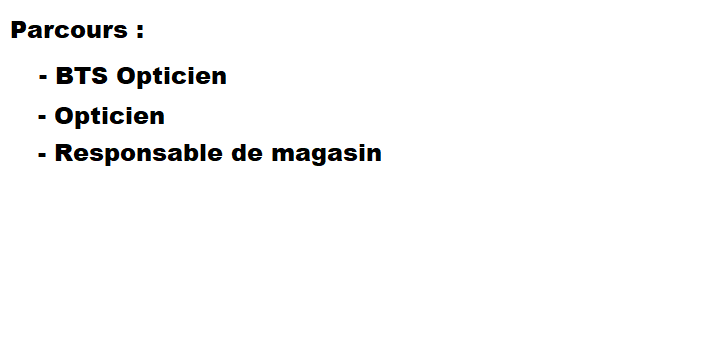 Parcours :
- BTS Opticien
- Opticien
- Responsable de magasin